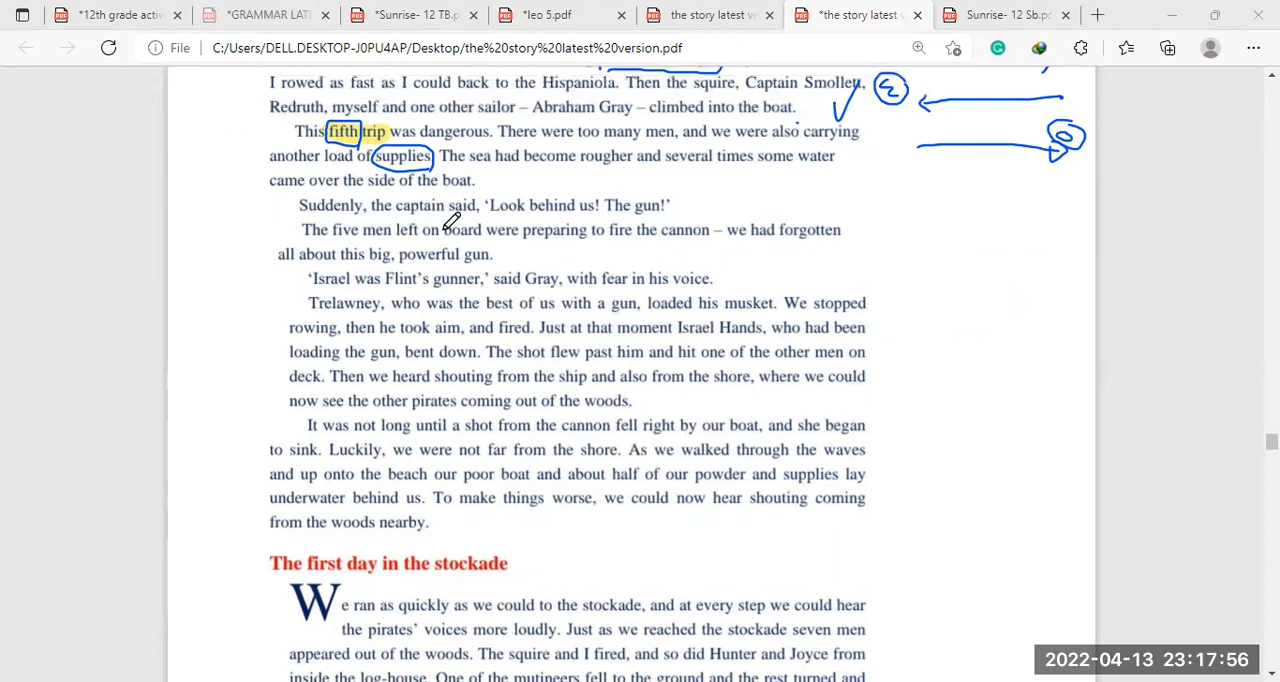 *12th grade activ
*GRAMMAR LATE
*Sunrise- 12 TB.p
*leo 5.pdf
the story latest v
*the story latest v
Sunrise- 12 Sb.pc
File C:/Users/DELL.DESKTOP-J0PU4AP/Desktop/the%20story%20latest%20version.pdf
I rowed as fast as I could back to the Hispaniola. Then the squire, Captain Smollett,
Redruth, myself and one other sailor – Abraham Gray – climbed into the boat.
This fifth trip was dangerous. There were too many men, and we were also carrying
another load of supplies. The sea had become rougher and several times some water
came over the side of the boat.
Suddenly, the captain said, ‘Look behind us! The gun!’
The five men left on board were preparing to fire the cannon – we had forgotten
all about this big, powerful gun.
‘Israel was Flint’s gunner,’ said Gray, with fear in his voice.
Trelawney, who was the best of us with a gun, loaded his musket. We stopped
rowing, then he took aim, and fired. Just at that moment Israel Hands, who had been
loading the gun, bent down. The shot flew past him and hit one of the other men on
deck. Then we heard shouting from the ship and also from the shore, where we could
now see the other pirates coming out of the woods.
It was not long until a shot from the cannon fell right by our boat, and she began
to sink. Luckily, we were not far from the shore. As we walked through the waves
and up onto the beach our poor boat and about half of our powder and supplies lay
underwater behind us. To make things worse, we could now hear shouting coming
from the woods nearby.
The first day in the stockade
We ran as quickly as we could to the stockade, and at every step we could hear
the pirates’ voices more loudly. Just as we reached the stockade seven men
appeared out of the woods. The squire and I fired, and so did Hunter and Joyce from
inside the log-house. One of the mutineers fell to the ground and the rest turned and
2022-04-13 23:17:56